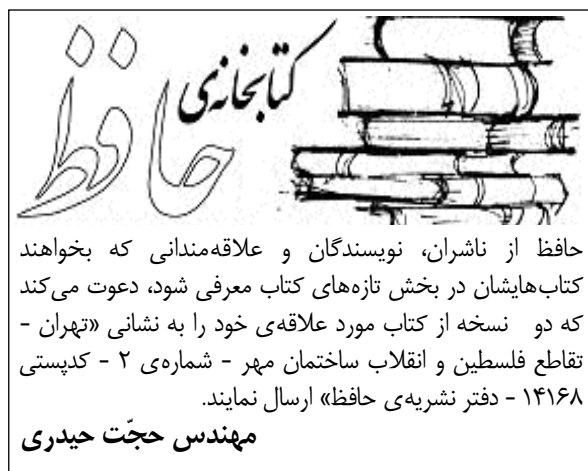 کتابخانه‌ی
حافظ
حافظ از ناشران، نویسندگان و علاقه‌مندانی که بخواهند
کتاب‌هایشان در بخش تازه‌های کتاب معرفی شود، دعوت می‌کند
که دو نسخه از کتاب مورد علاقه‌ی خود را به نشانی «تهران -
تقاطع فلسطین و انقلاب ساختمان مهر - شماره‌ی ۲ - کدپستی
۱۴۱۶۸ - دفتر نشریه‌ی حافظ» ارسال نمایند.
مهندس حجّت حیدری